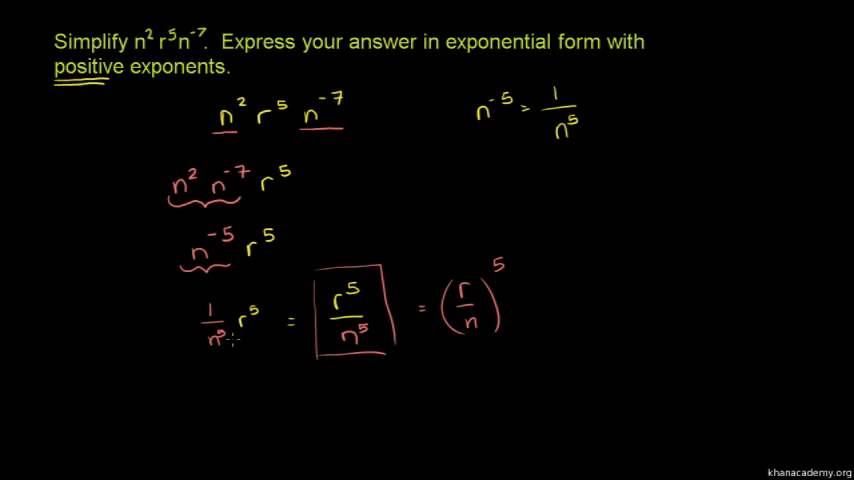 Simplify n² r⁵n⁻⁷. Express your answer in exponential form with
positive exponents.
n² r⁵ n⁻⁷
n⁻⁵ = 1/n⁵
n² n⁻⁷ r⁵
n⁻⁵ r⁵
1/n⁵ r⁵ = r⁵/n⁵ = (r/n)⁵
khanacademy.org